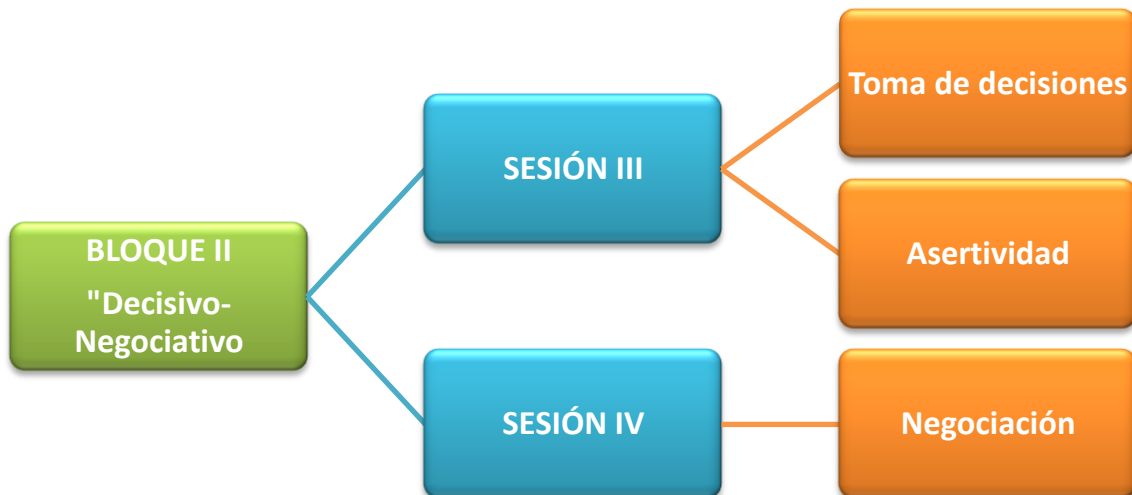 BLOQUE II
"Decisivo-
Negociativo
SESIÓN III
Toma de decisiones
Asertividad
SESIÓN IV
Negociación